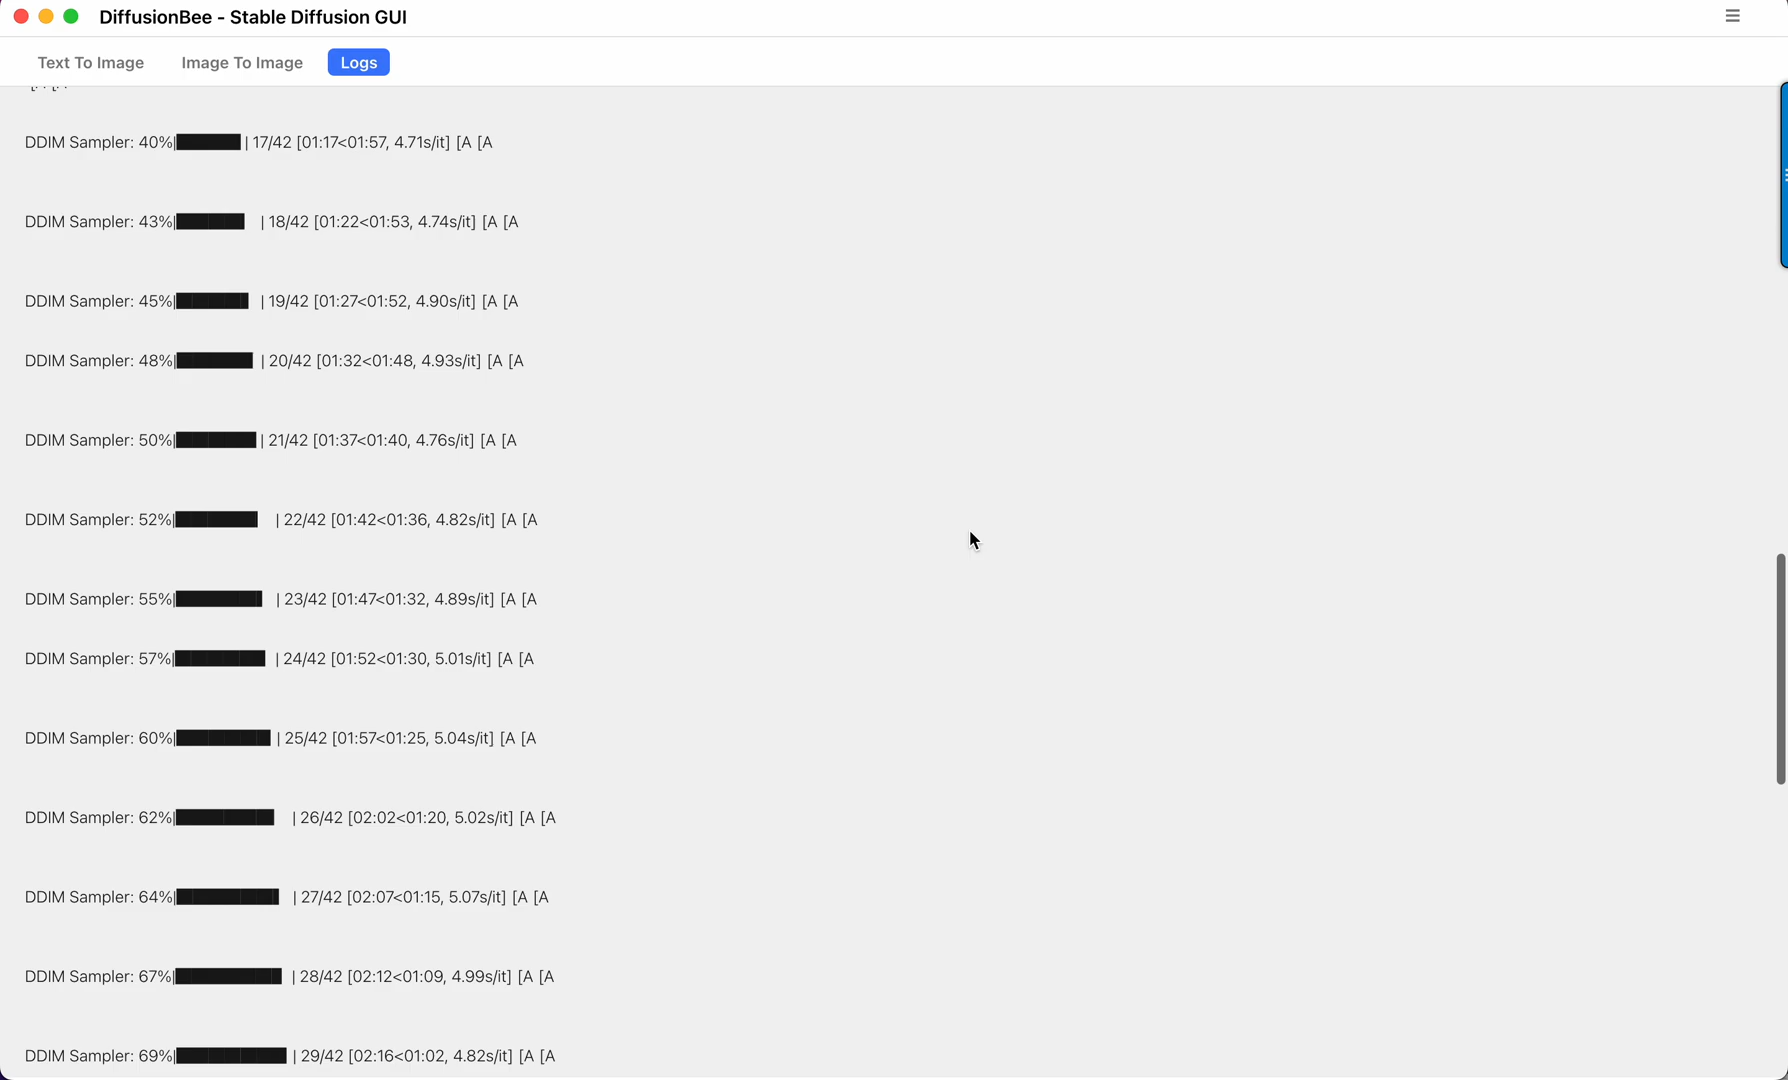 DiffusionBee - Stable Diffusion GUI
Text To Image Image To Image Logs
DDIM Sampler: 40%| | 17/42 [01:17<01:57, 4.71s/it] [A [A
DDIM Sampler: 43%| | 18/42 [01:22<01:53, 4.74s/it] [A [A
DDIM Sampler: 45%| | 19/42 [01:27<01:52, 4.90s/it] [A [A
DDIM Sampler: 48%| | 20/42 [01:32<01:48, 4.93s/it] [A [A
DDIM Sampler: 50%| | 21/42 [01:37<01:40, 4.76s/it] [A [A
DDIM Sampler: 52%| | 22/42 [01:42<01:36, 4.82s/it] [A [A
DDIM Sampler: 55%| | 23/42 [01:47<01:32, 4.89s/it] [A [A
DDIM Sampler: 57%| | 24/42 [01:52<01:30, 5.01s/it] [A [A
DDIM Sampler: 60%| | 25/42 [01:57<01:25, 5.04s/it] [A [A
DDIM Sampler: 62%| | 26/42 [02:02<01:20, 5.02s/it] [A [A
DDIM Sampler: 64%| | 27/42 [02:07<01:15, 5.07s/it] [A [A
DDIM Sampler: 67%| | 28/42 [02:12<01:09, 4.99s/it] [A [A
DDIM Sampler: 69%| | 29/42 [02:16<01:02, 4.82s/it] [A [A